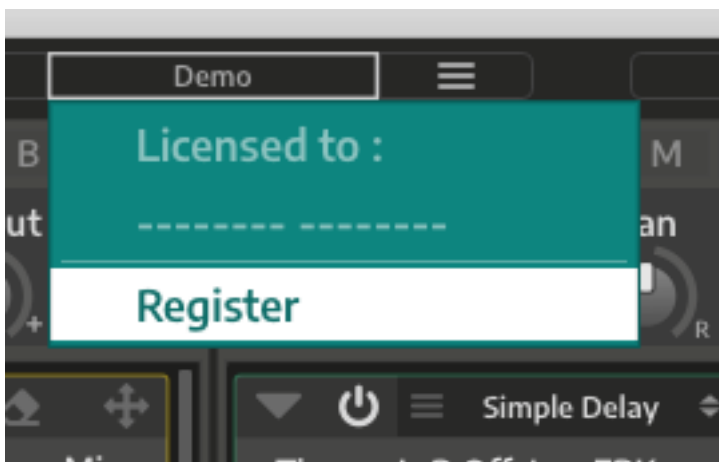 Demo
B
Licensed to :
M
ut
-------- --------
an
Register
+
R
Simple Delay